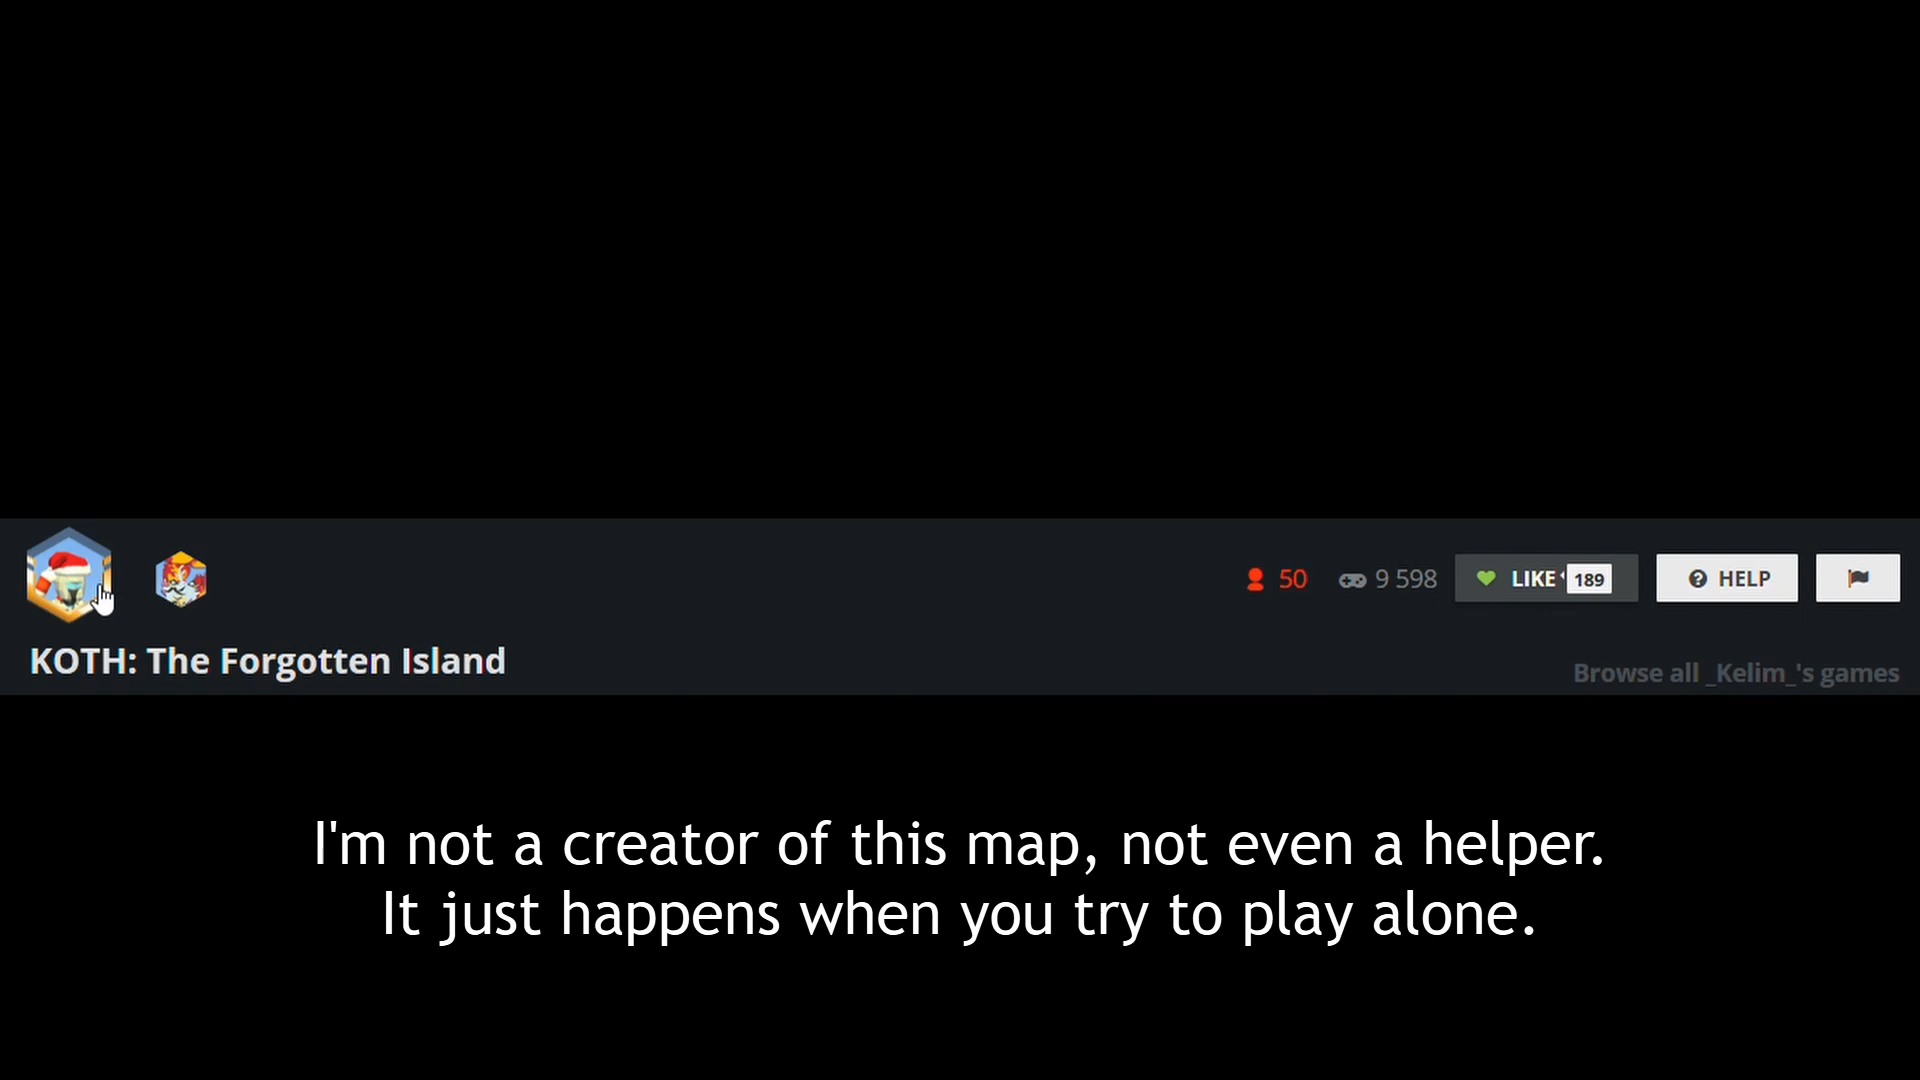 50 9 598 LIKE 189 HELP
KOTH: The Forgotten Island
Browse all _Kelim_'s games
I'm not a creator of this map, not even a helper.
It just happens when you try to play alone.